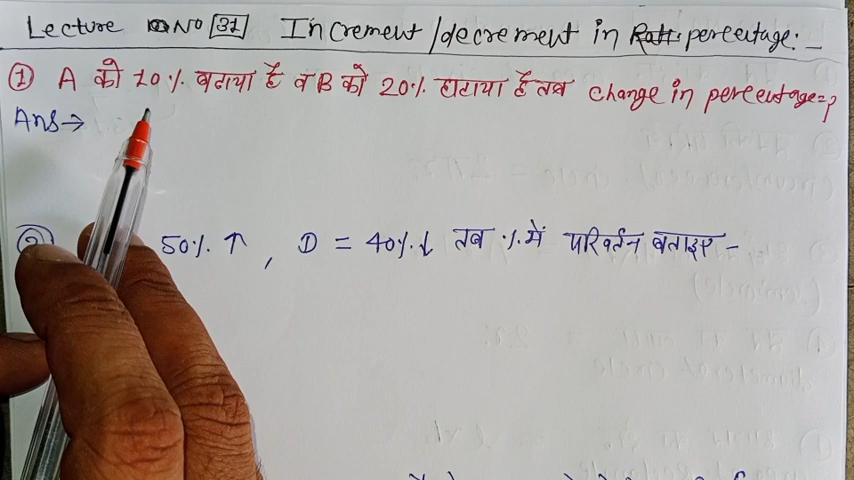 Lecture No 31 Increment/decrement in percentage:-
① A को 10% बढाया है व B को 20% घटाया है तब change in percentage=?
Ans→
50%↑, D = 40%↓ तब % में परिवर्तन बताइए -